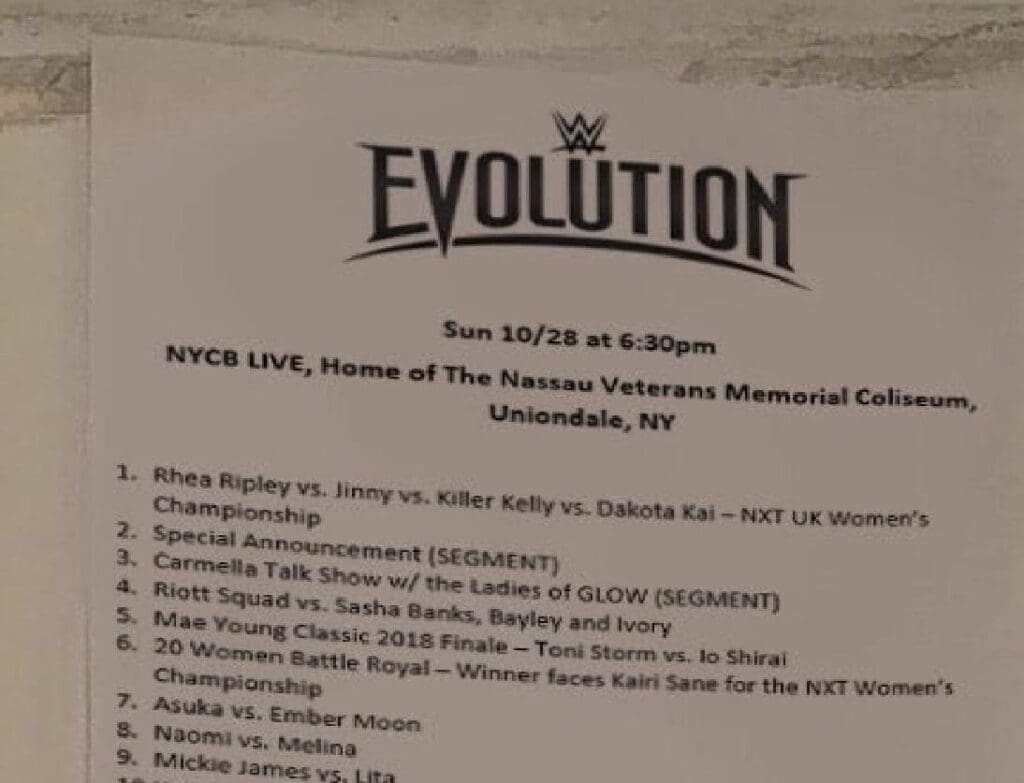 W
EVOLUTION
Sun 10/28 at 6:30pm
NYCB LIVE, Home of The Nassau Veterans Memorial Coliseum,
Uniondale, NY
1. Rhea Ripley vs. Jinny vs. Killer Kelly vs. Dakota Kai – NXT UK Women's
Championship
2. Special Announcement (SEGMENT)
3. Carmella Talk Show w/ the Ladies of GLOW (SEGMENT)
4. Riott Squad vs. Sasha Banks, Bayley and Ivory
5. Mae Young Classic 2018 Finale – Toni Storm vs. Io Shirai
6. 20 Women Battle Royal – Winner faces Kairi Sane for the NXT Women's
Championship
7. Asuka vs. Ember Moon
8. Naomi vs. Melina
9. Mickie James vs. Lita